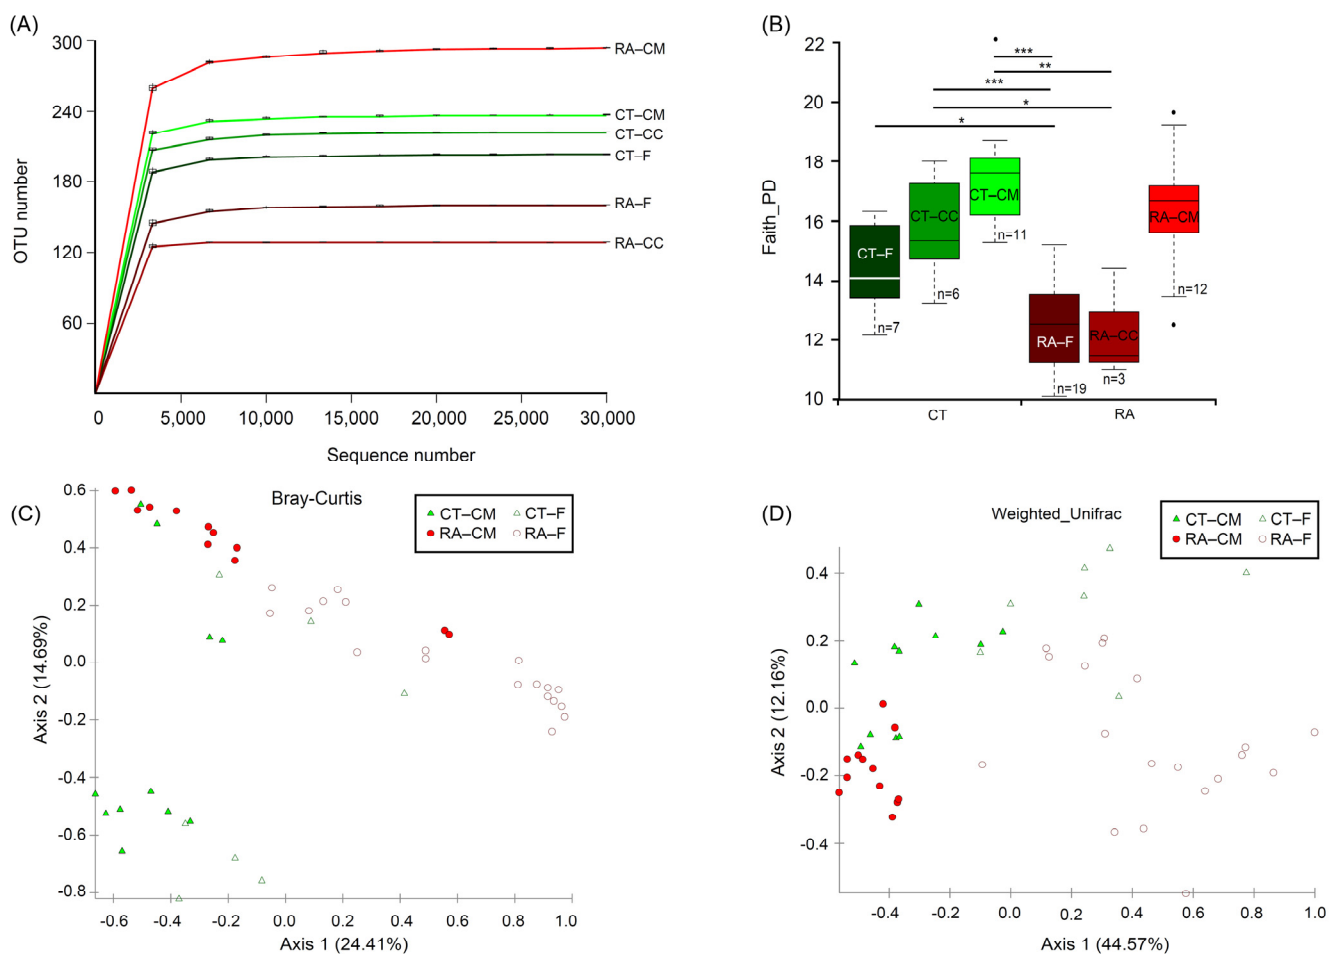 (A)
300
240
180
120
60
0
5,000
10,000
15,000
20,000
25,000
30,000
OTU number
Sequence number
RA–CM
CT–CM
CT–CC
CT–F
RA–F
RA–CC
(B)
22
20
18
16
14
12
10
Faith_PD
***
**
***
*
*
CT–F
n=7
CT–CC
n=6
CT–CM
n=11
RA–F
n=19
RA–CC
n=3
RA–CM
n=12
CT
RA
(C)
Bray-Curtis
CT–CM
CT–F
RA–CM
RA–F
0.6
0.4
0.2
0.0
-0.2
-0.4
-0.6
-0.8
Axis 2 (14.69%)
-0.6
-0.4
-0.2
0.0
0.2
0.4
0.6
0.8
1.0
Axis 1 (24.41%)
(D)
Weighted_Unifrac
CT–CM
CT–F
RA–CM
RA–F
0.4
0.2
0.0
-0.2
-0.4
Axis 2 (12.16%)
-0.4
-0.2
0.0
0.2
0.4
0.6
0.8
1.0
Axis 1 (44.57%)